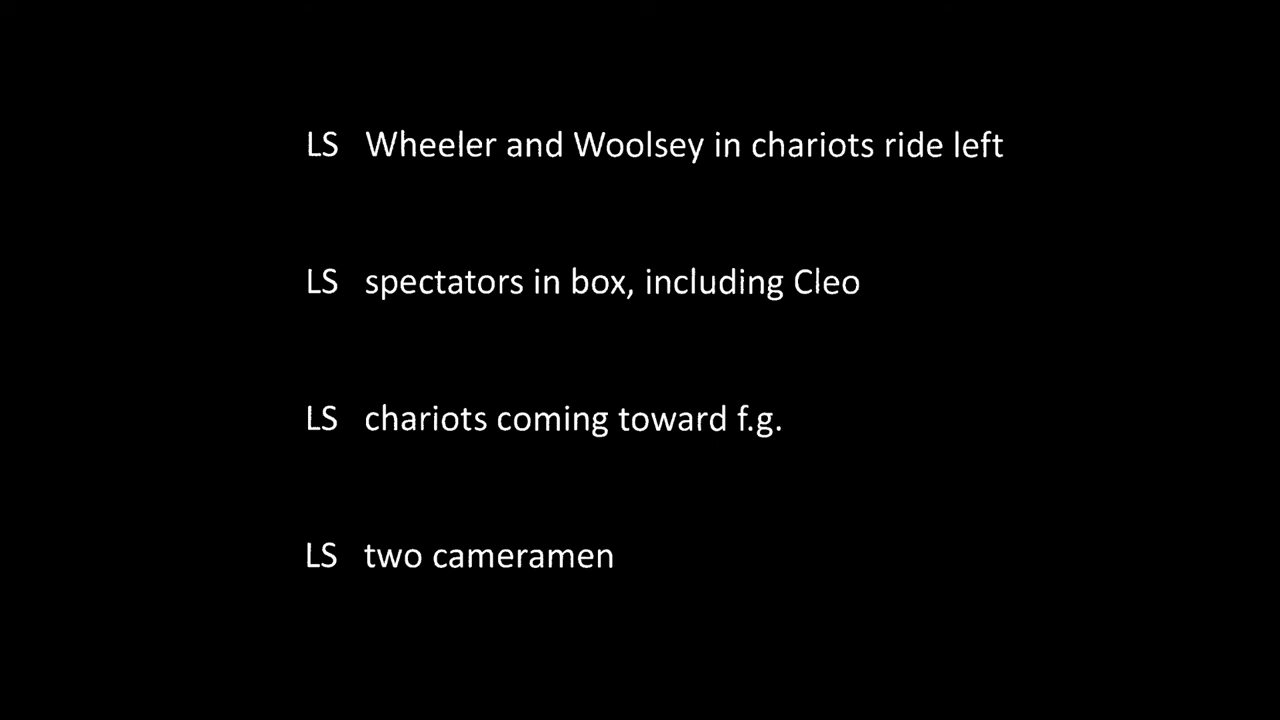 LS Wheeler and Woolsey in chariots ride left
LS spectators in box, including Cleo
LS chariots coming toward f.g.
LS two cameramen